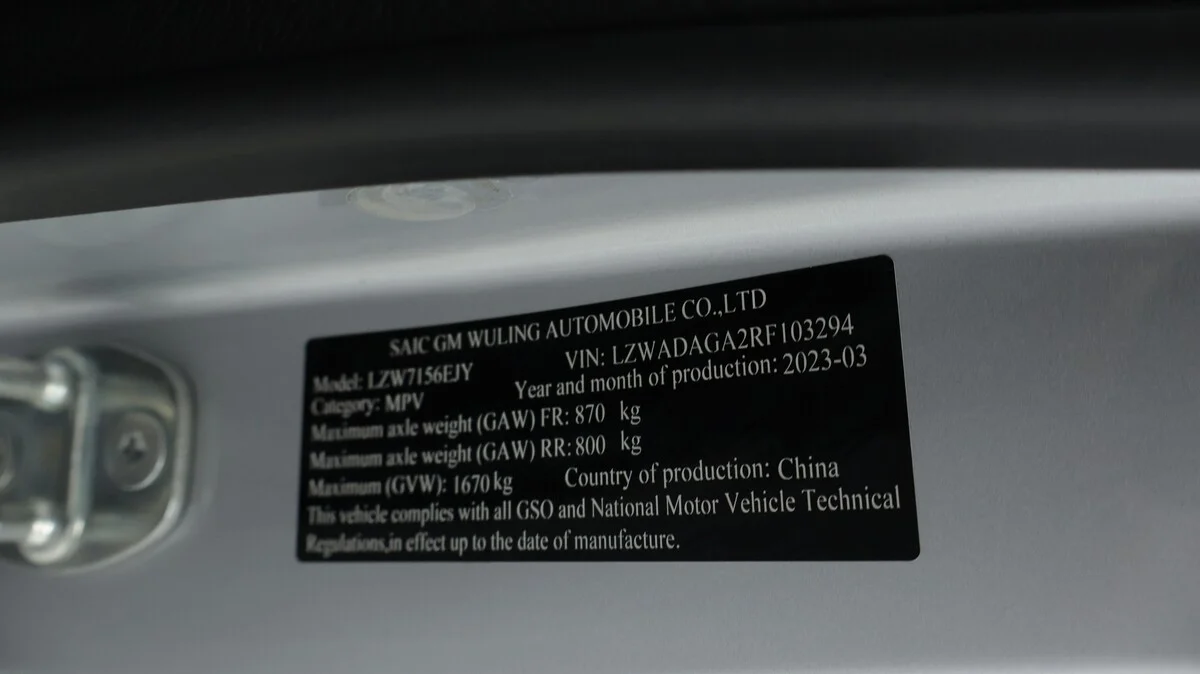 SAIC GM WULING AUTOMOBILE CO.,LTD
Model: LZW7156EJY VIN: LZWADAGA2RF103294
Category: MPV Year and month of production: 2023-03
Maximum axle weight (GAW) FR: 870 kg
Maximum axle weight (GAW) RR: 800 kg
Maximum (GVW): 1670 kg Country of production: China
This vehicle complies with all GSO and National Motor Vehicle Technical
Regulations,in effect up to the date of manufacture.